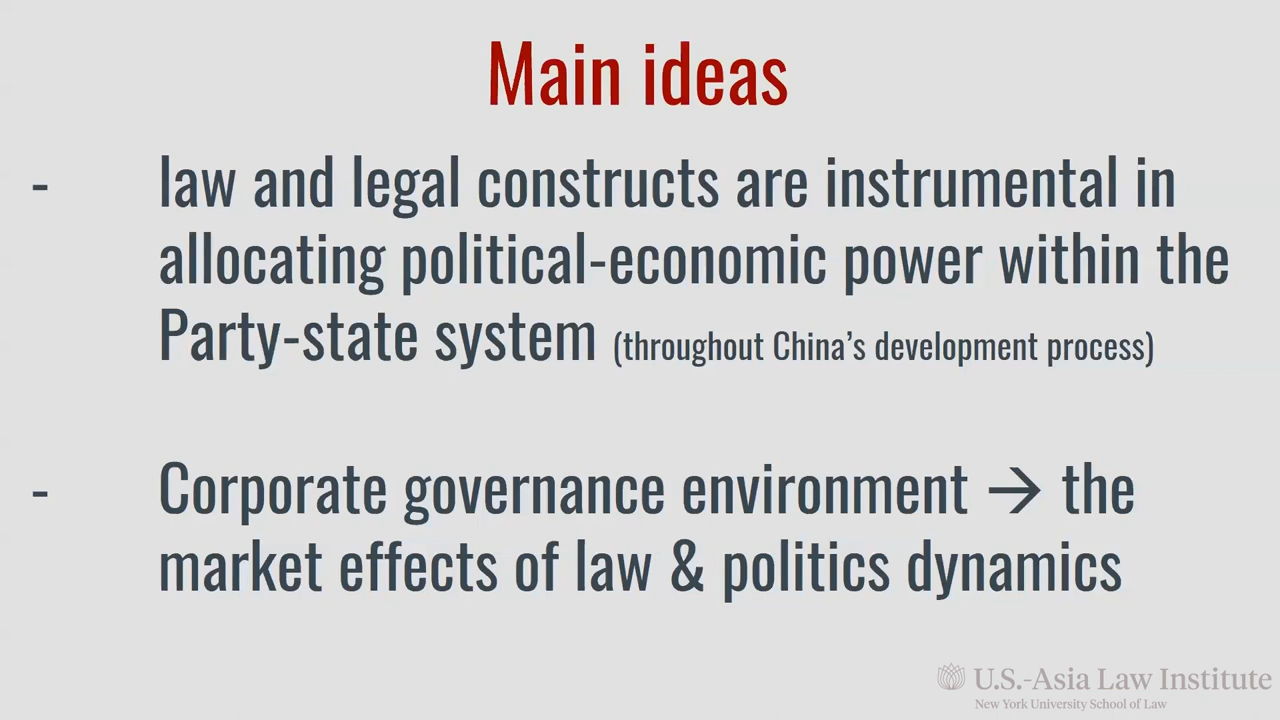 Main ideas
- law and legal constructs are instrumental in
allocating political-economic power within the
Party-state system (throughout China’s development process)
- Corporate governance environment → the
market effects of law & politics dynamics
U.S.-Asia Law Institute
New York University School of Law